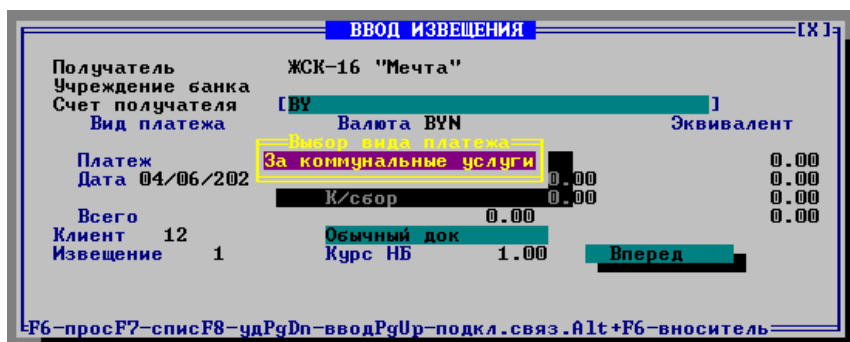 ВВОД ИЗВЕЩЕНИЯ [X]
Получатель ЖСК-16 "Мечта"
Учреждение банка
Счет получателя [BY ]
Вид платежа Валюта BYN Эквивалент
Выбор вида платежа
Платеж За коммунальные услуги 0.00
Дата 04/06/202 0.00 0.00
К/сбор 0.00 0.00
Всего 0.00 0.00
Клиент 12 Обычный док
Извещение 1 Курс НБ 1.00 Вперед
F6-просF7-списF8-удPgDn-вводPgUp-подкл.связ.Alt+F6-вноситель